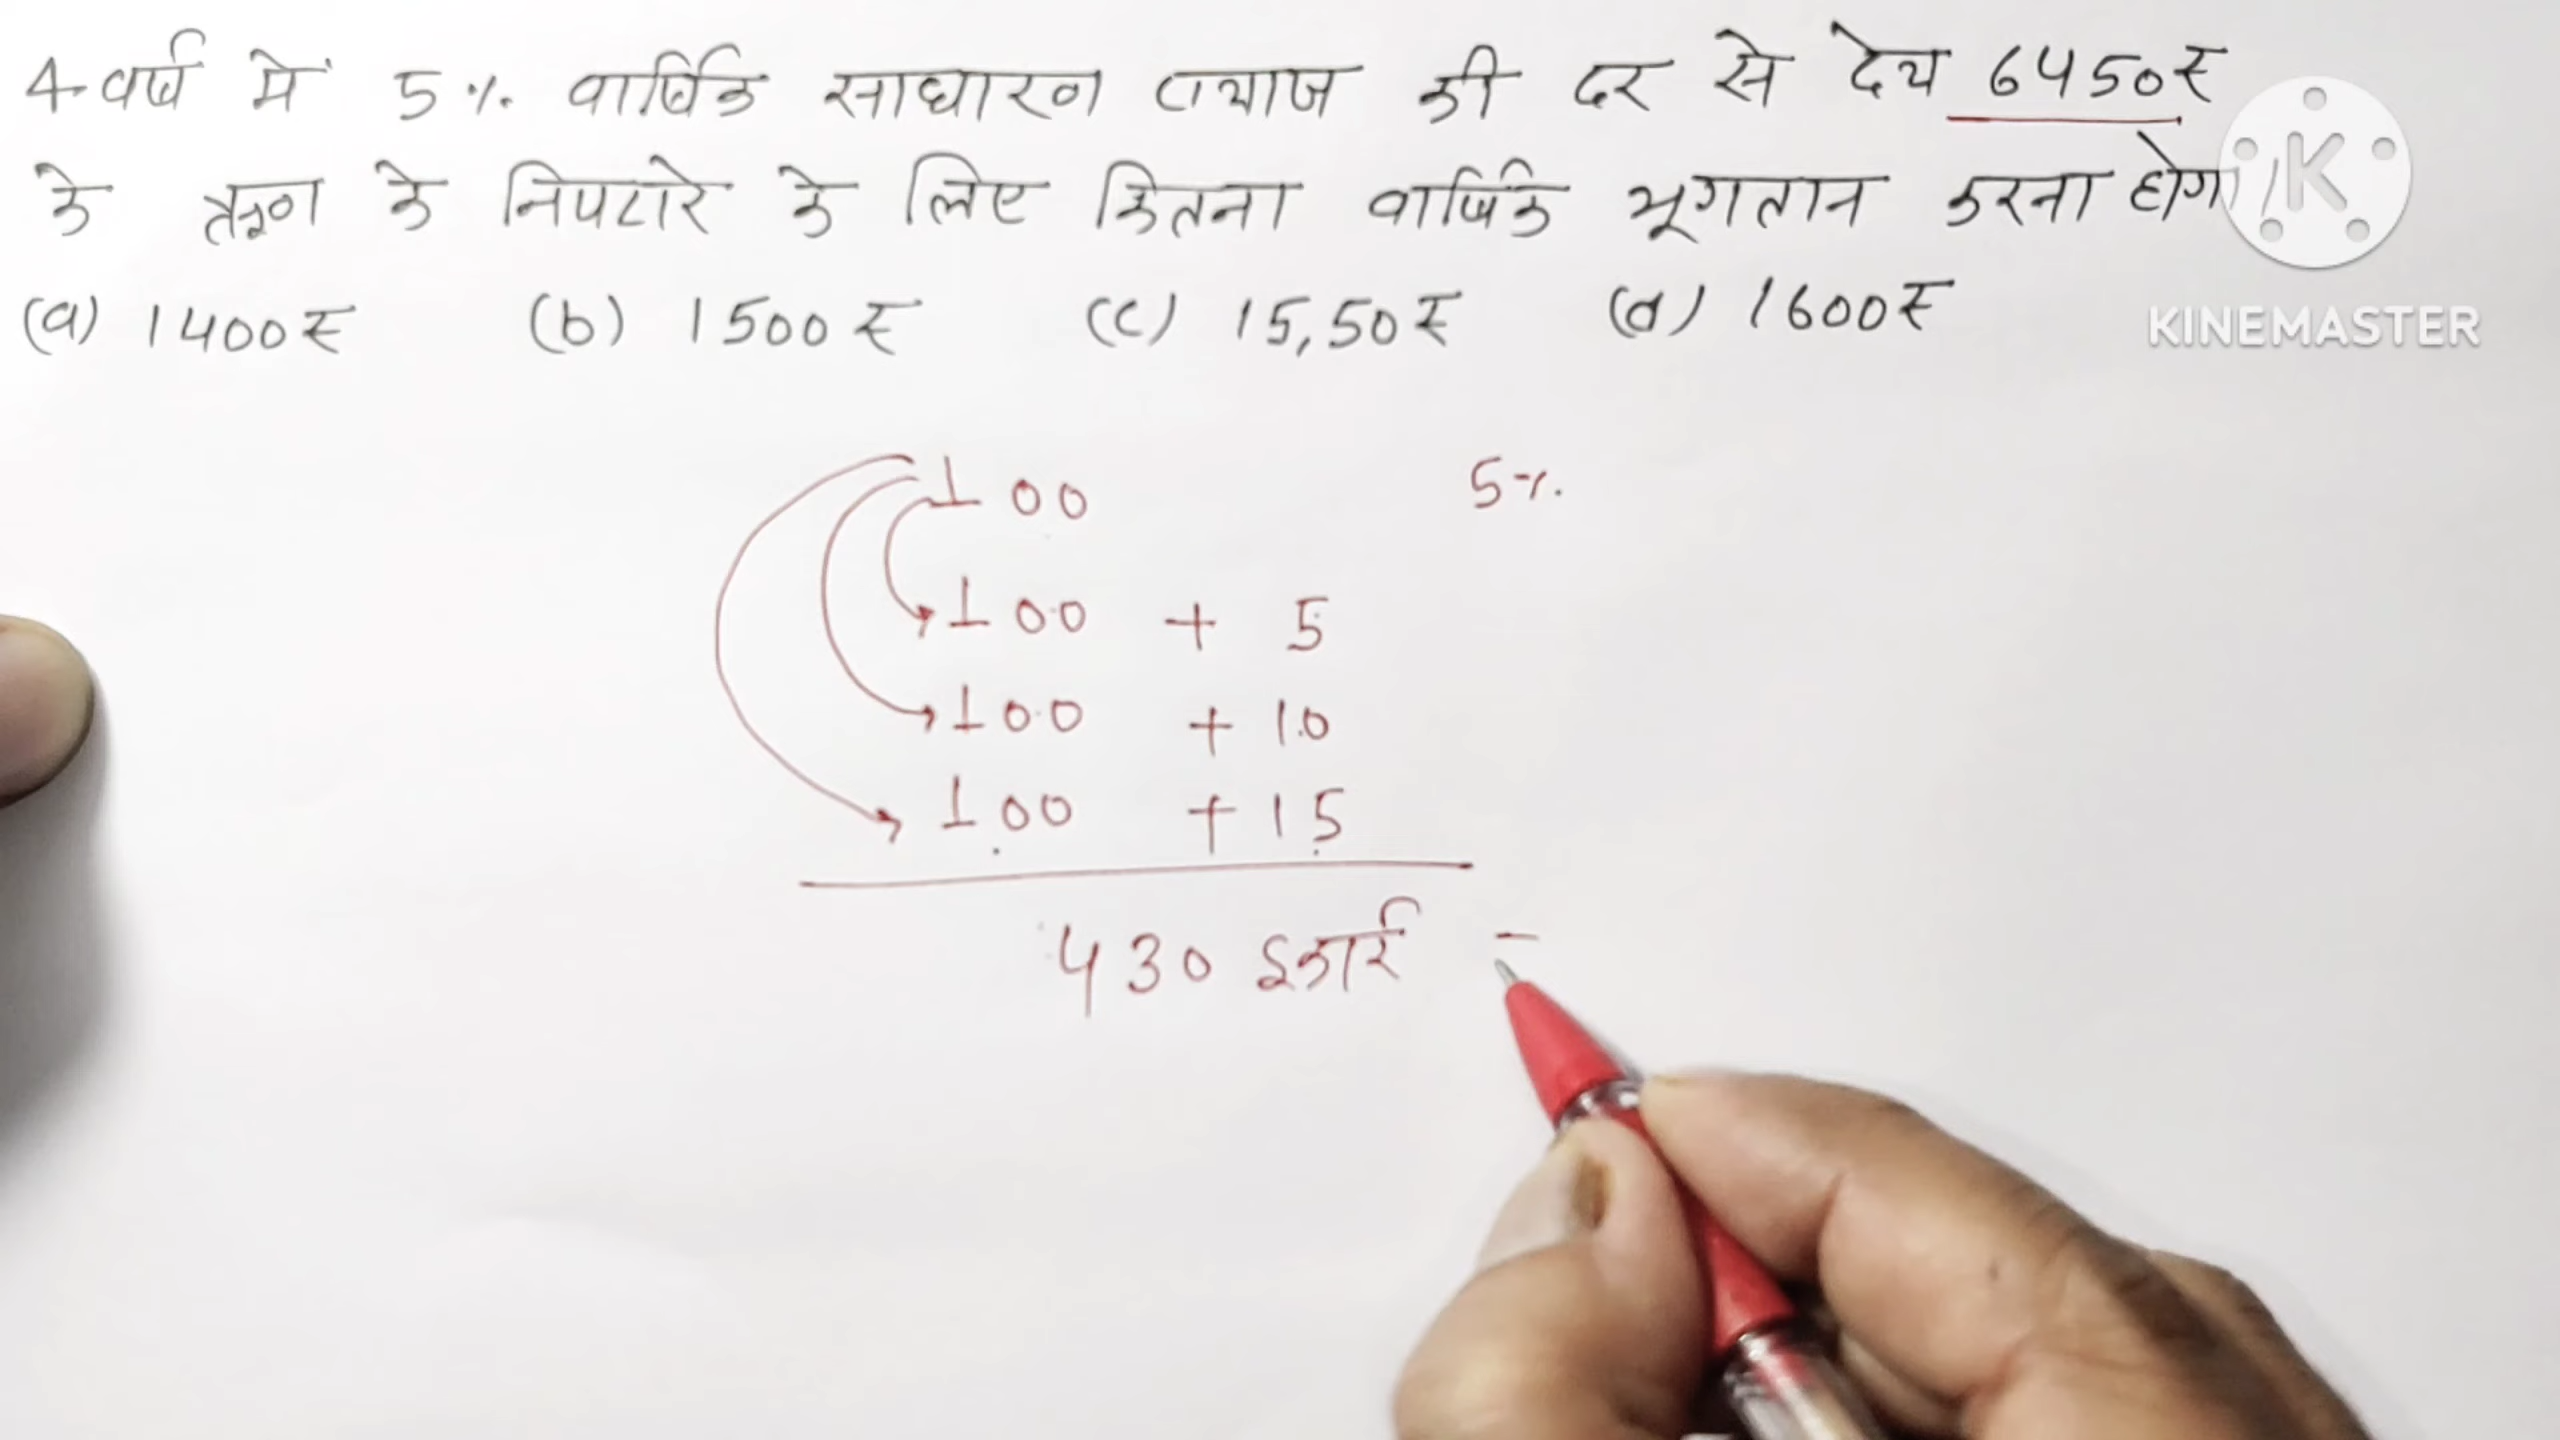 4 वर्ष में 5% वार्षिक साधारण ब्याज की दर से देय 6450₹
के ऋण के निपटारे के लिए कितना वार्षिक भूगतान करना होगा।
(a) 1400₹ (b) 1500₹ (c) 15,50₹ (d) 1600₹
KINEMASTER
100 5%
100 + 5
100 + 10
100 + 15
430 इकाई -